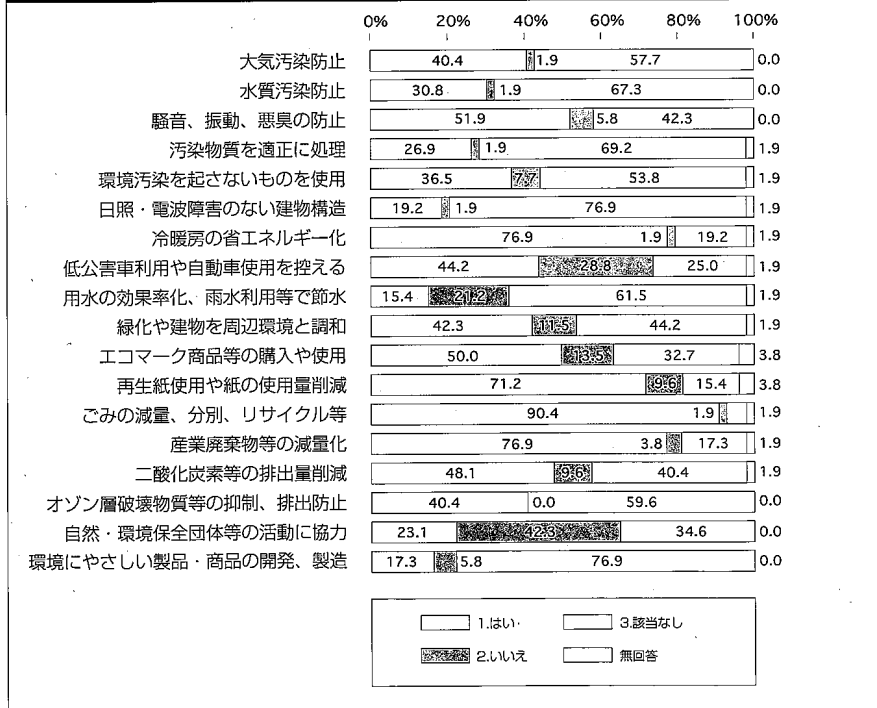 0% 20% 40% 60% 80% 100%
大気汚染防止 40.4 1.9 57.7 0.0
水質汚染防止 30.8 1.9 67.3 0.0
騒音、振動、悪臭の防止 51.9 5.8 42.3 0.0
汚染物質を適正に処理 26.9 1.9 69.2 1.9
環境汚染を起さないものを使用 36.5 7.7 53.8 1.9
日照・電波障害のない建物構造 19.2 1.9 76.9 1.9
冷暖房の省エネルギー化 76.9 1.9 19.2 1.9
低公害車利用や自動車使用を控える 44.2 28.8 25.0 1.9
用水の効果率化、雨水利用等で節水 15.4 21.2 61.5 1.9
緑化や建物を周辺環境と調和 42.3 11.5 44.2 1.9
エコマーク商品等の購入や使用 50.0 13.5 32.7 3.8
再生紙使用や紙の使用量削減 71.2 9.6 15.4 3.8
ごみの減量、分別、リサイクル等 90.4 1.9 1.9
産業廃棄物等の減量化 76.9 3.8 17.3 1.9
二酸化炭素等の排出量削減 48.1 9.6 40.4 1.9
オゾン層破壊物質等の抑制、排出防止 40.4 0.0 59.6 0.0
自然・環境保全団体等の活動に協力 23.1 42.3 34.6 0.0
環境にやさしい製品・商品の開発、製造 17.3 5.8 76.9 0.0
1.はい 3.該当なし
2.いいえ 無回答